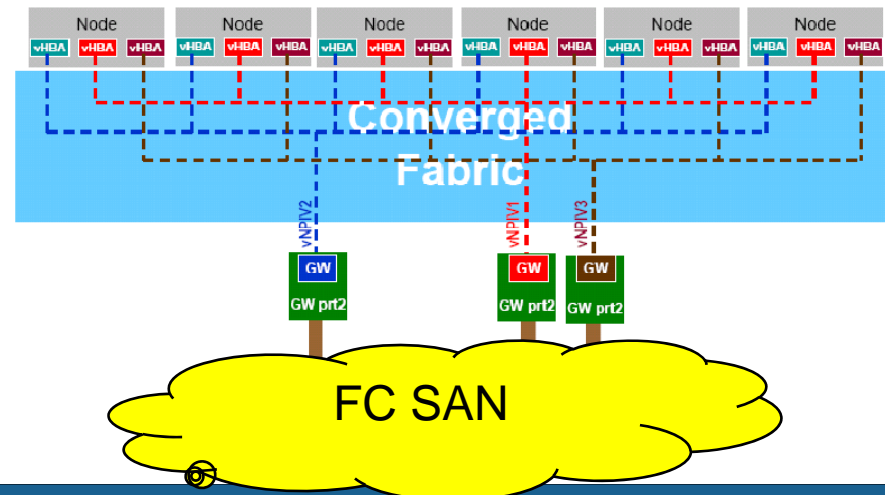 Node Node Node Node Node Node
vHBA vHBA vHBA vHBA vHBA vHBA vHBA vHBA vHBA vHBA vHBA vHBA vHBA vHBA vHBA vHBA vHBA vHBA
Converged
Fabric
vNPIV2 vNPIV1 vNPIV3
GW GW GW
GW prt2 GW prt2 GW prt2
FC SAN